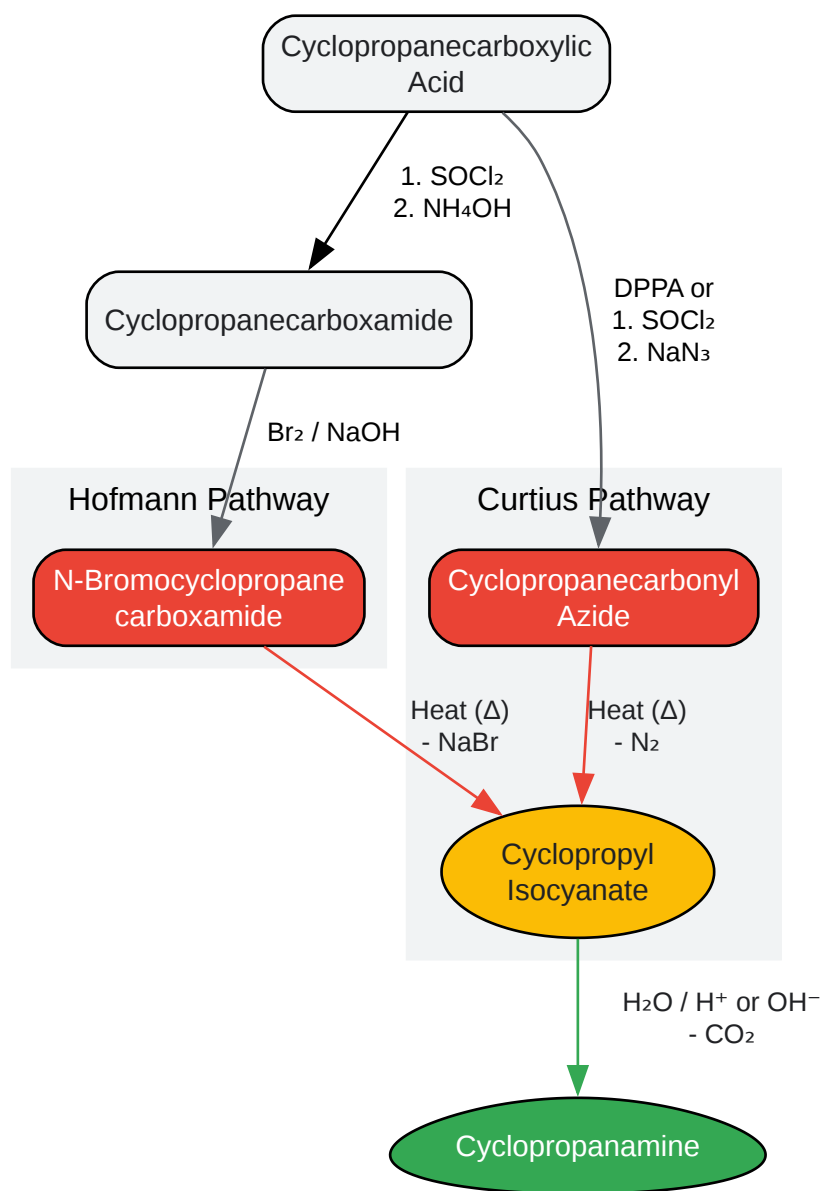 Cyclopropanecarboxylic
Acid
1. SOCl₂
2. NH₄OH
DPPA or
1. SOCl₂
2. NaN₃
Cyclopropanecarboxamide
Br₂ / NaOH
Hofmann Pathway
Curtius Pathway
N-Bromocyclopropane
carboxamide
Cyclopropanecarbonyl
Azide
Heat (Δ)
- NaBr
Heat (Δ)
- N₂
Cyclopropyl
Isocyanate
H₂O / H⁺ or OH⁻
- CO₂
Cyclopropanamine